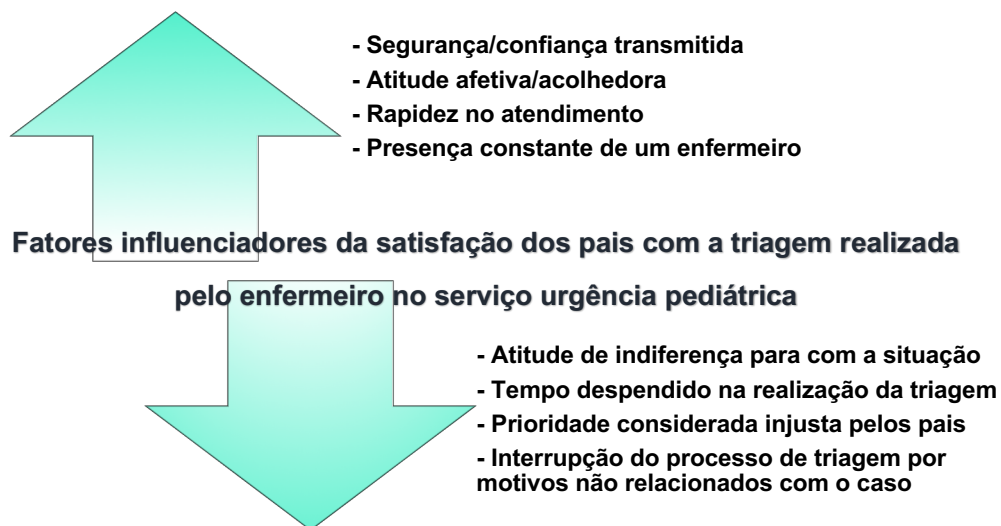 - Segurança/confiança transmitida
- Atitude afetiva/acolhedora
- Rapidez no atendimento
- Presença constante de um enfermeiro
Fatores influenciadores da satisfação dos pais com a triagem realizada
pelo enfermeiro no serviço urgência pediátrica
- Atitude de indiferença para com a situação
- Tempo despendido na realização da triagem
- Prioridade considerada injusta pelos pais
- Interrupção do processo de triagem por
motivos não relacionados com o caso